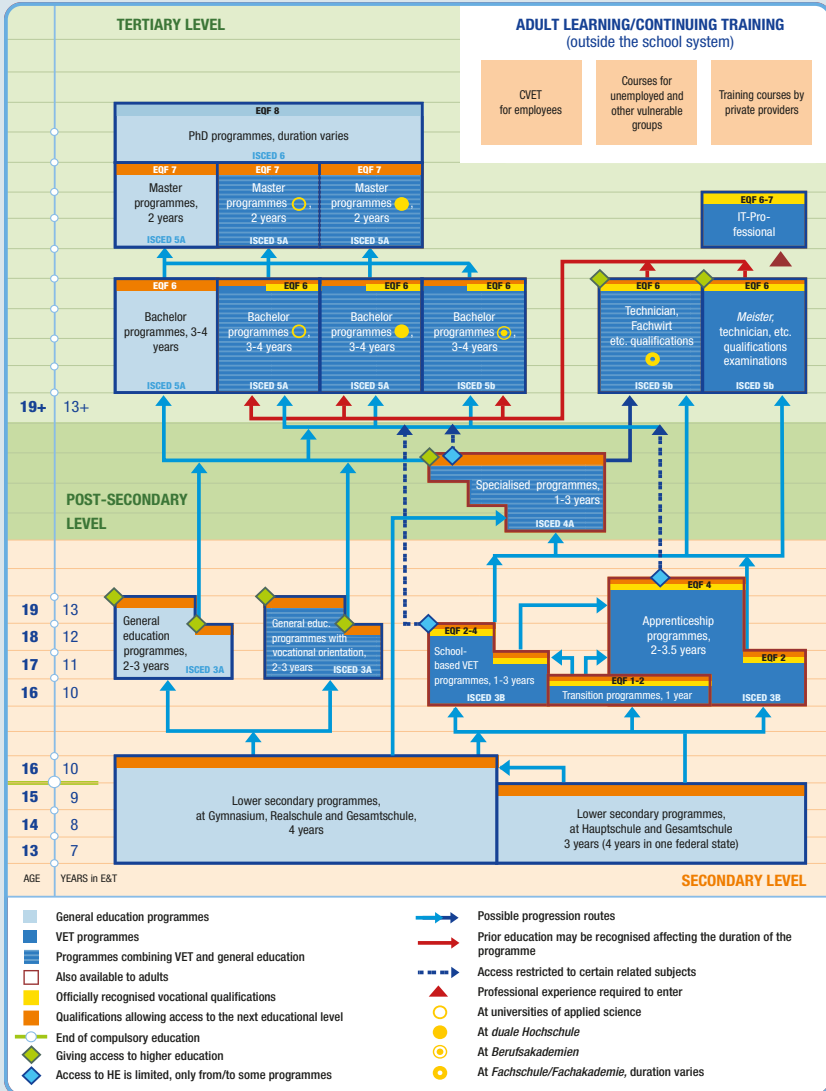 TERTIARY LEVEL
ADULT LEARNING/CONTINUING TRAINING
(outside the school system)
CVET
for employees
Courses for
unemployed and
other vulnerable
groups
Training courses by
private providers
EQF 8
PhD programmes, duration varies
ISCED 6
EQF 7
Master
programmes,
2 years
ISCED 5A
EQF 7
Master
programmes ,
2 years
ISCED 5A
EQF 7
Master
programmes ,
2 years
ISCED 5A
EQF 6-7
IT-Pro-
fessional
EQF 6
Bachelor
programmes, 3-4
years
ISCED 5A
EQF 6
Bachelor
programmes ,
3-4 years
ISCED 5A
EQF 6
Bachelor
programmes ,
3-4 years
ISCED 5A
EQF 6
Bachelor
programmes ,
3-4 years
ISCED 5b
EQF 6
Technician,
Fachwirt
etc. qualifications
ISCED 5b
EQF 6
Meister,
technician, etc.
qualifications
examinations
ISCED 5b
19+ 13+
POST-SECONDARY
LEVEL
Specialised programmes,
1-3 years
ISCED 4A
19 13
18 12
17 11
16 10
General
education
programmes,
2-3 years
ISCED 3A
General educ.
programmes with
vocational orientation,
2-3 years
ISCED 3A
EQF 2-4
School-
based VET
programmes, 1-3 years
ISCED 3B
EQF 4
Apprenticeship
programmes,
2-3.5 years
EQF 2
ISCED 3B
EQF 1-2
Transition programmes, 1 year
16 10
15 9
14 8
13 7
Lower secondary programmes,
at Gymnasium, Realschule and Gesamtschule,
4 years
Lower secondary programmes,
at Hauptschule and Gesamtschule
3 years (4 years in one federal state)
AGE YEARS in E&T
SECONDARY LEVEL
General education programmes
VET programmes
Programmes combining VET and general education
Also available to adults
Officially recognised vocational qualifications
Qualifications allowing access to the next educational level
End of compulsory education
Giving access to higher education
Access to HE is limited, only from/to some programmes
Possible progression routes
Prior education may be recognised affecting the duration of the
programme
Access restricted to certain related subjects
Professional experience required to enter
At universities of applied science
At duale Hochschule
At Berufsakademien
At Fachschule/Fachakademie, duration varies